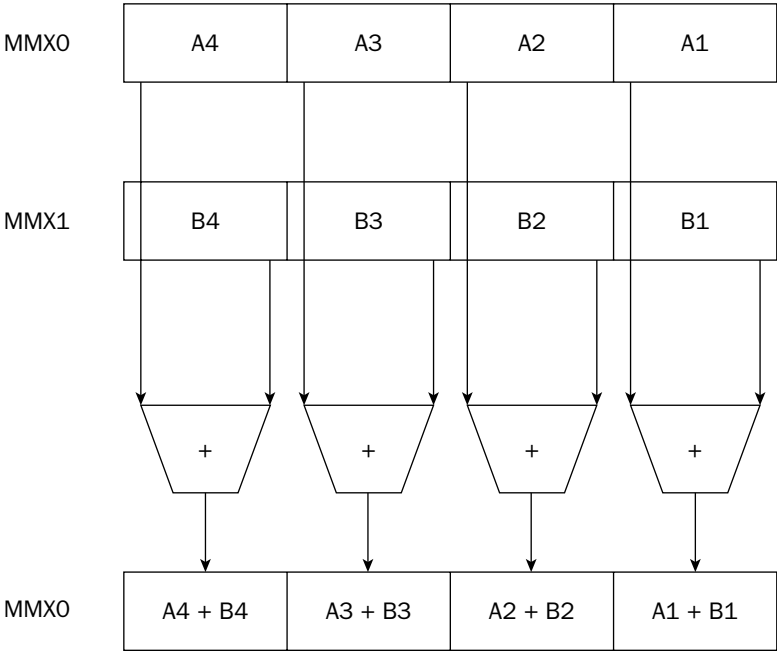 MMX0 A4 A3 A2 A1
MMX1 B4 B3 B2 B1
+ + + +
MMX0 A4 + B4 A3 + B3 A2 + B2 A1 + B1